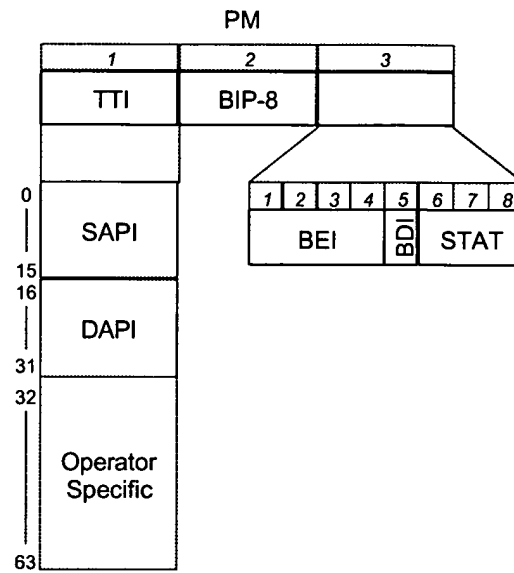 PM
1 2 3
TTI BIP-8
0
SAPI
15
16
DAPI
31
32
Operator
Specific
63
1 2 3 4 5 6 7 8
BEI BDI STAT